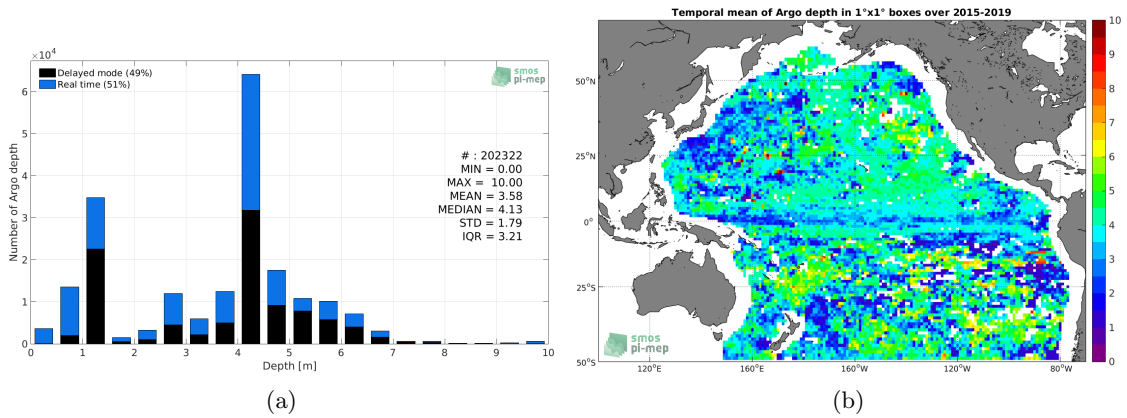 ×10⁴
Delayed mode (49%)
Real time (51%)
smos
pi-mep
# : 202322
MIN = 0.00
MAX = 10.00
MEAN = 3.58
MEDIAN = 4.13
STD = 1.79
IQR = 3.21
Number of Argo depth
6
5
4
3
2
1
0
0 1 2 3 4 5 6 7 8 9 10
Depth [m]
(a)
Temporal mean of Argo depth in 1°x1° boxes over 2015-2019
50°N
25°N
0°
25°S
50°S
120°E 160°E 160°W 120°W 80°W
smos
pi-mep
10
9
8
7
6
5
4
3
2
1
0
(b)